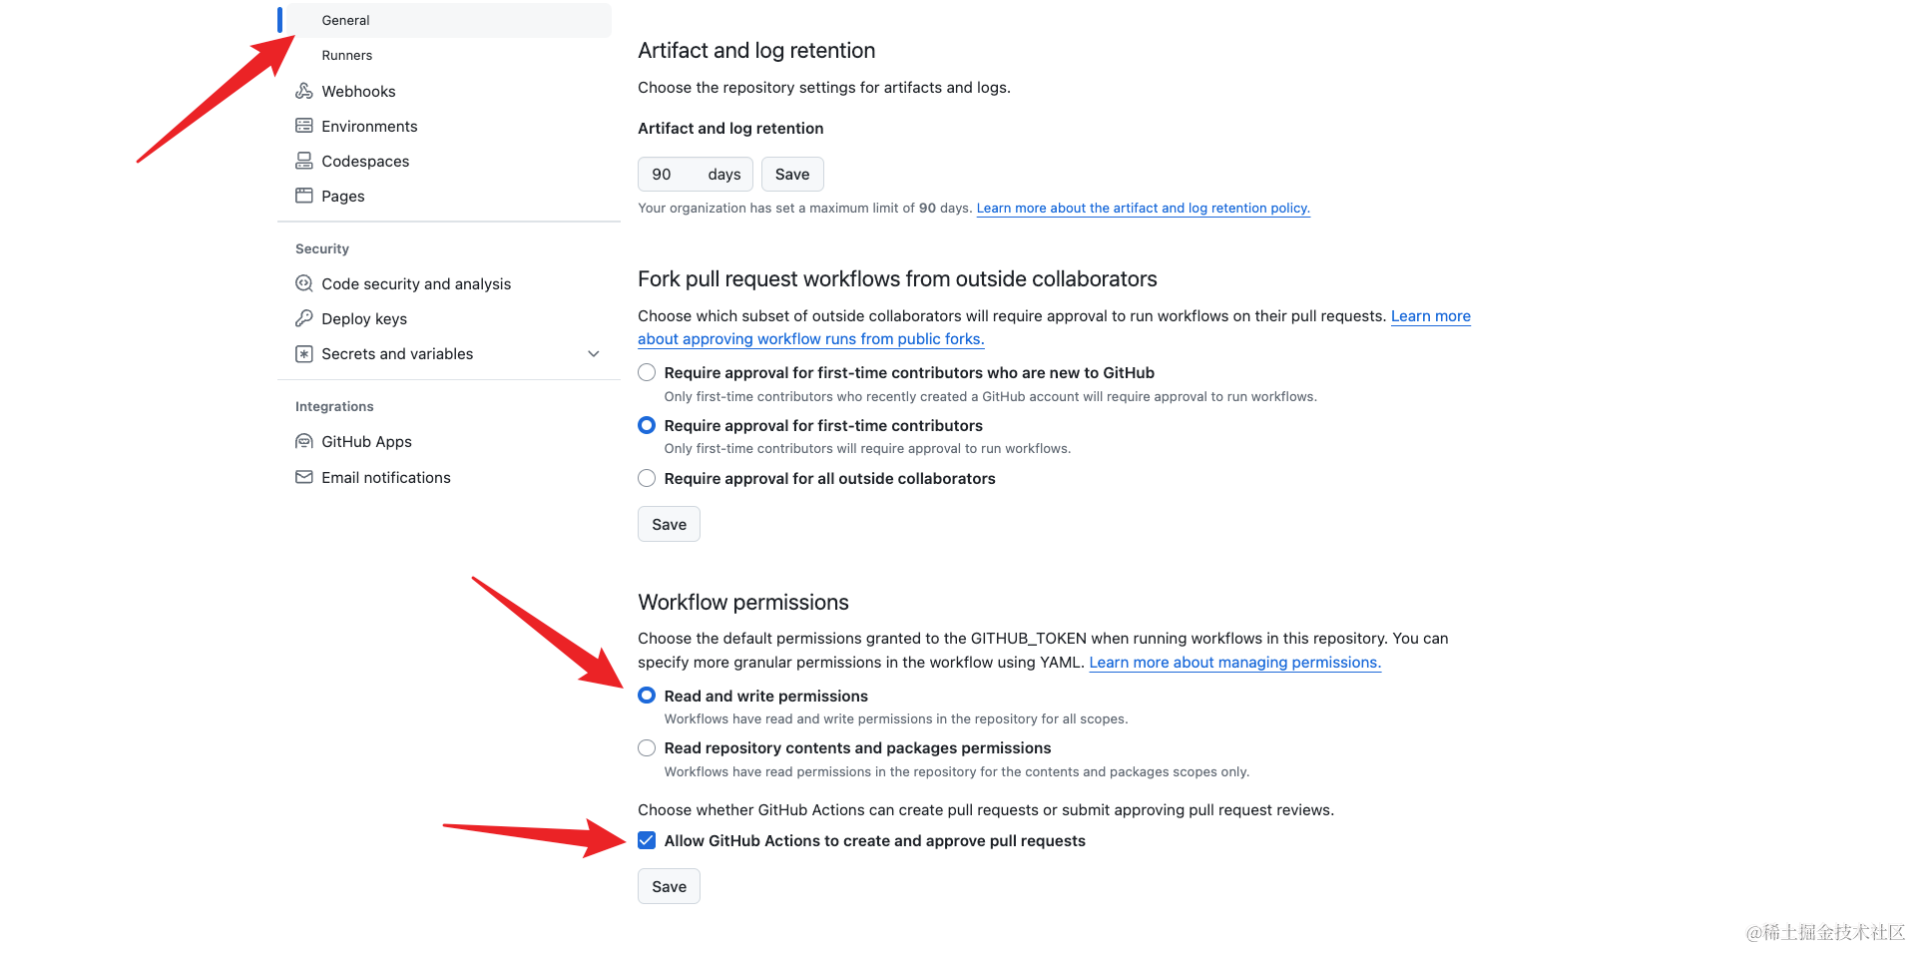 General
Runners
Webhooks
Environments
Codespaces
Pages
Security
Code security and analysis
Deploy keys
Secrets and variables
Integrations
GitHub Apps
Email notifications
Artifact and log retention
Choose the repository settings for artifacts and logs.
Artifact and log retention
90 days Save
Your organization has set a maximum limit of 90 days. Learn more about the artifact and log retention policy.
Fork pull request workflows from outside collaborators
Choose which subset of outside collaborators will require approval to run workflows on their pull requests. Learn more
about approving workflow runs from public forks.
Require approval for first-time contributors who are new to GitHub
Only first-time contributors who recently created a GitHub account will require approval to run workflows.
Require approval for first-time contributors
Only first-time contributors will require approval to run workflows.
Require approval for all outside collaborators
Save
Workflow permissions
Choose the default permissions granted to the GITHUB_TOKEN when running workflows in this repository. You can
specify more granular permissions in the workflow using YAML. Learn more about managing permissions.
Read and write permissions
Workflows have read and write permissions in the repository for all scopes.
Read repository contents and packages permissions
Workflows have read permissions in the repository for the contents and packages scopes only.
Choose whether GitHub Actions can create pull requests or submit approving pull request reviews.
Allow GitHub Actions to create and approve pull requests
Save
@稀土掘金技术社区